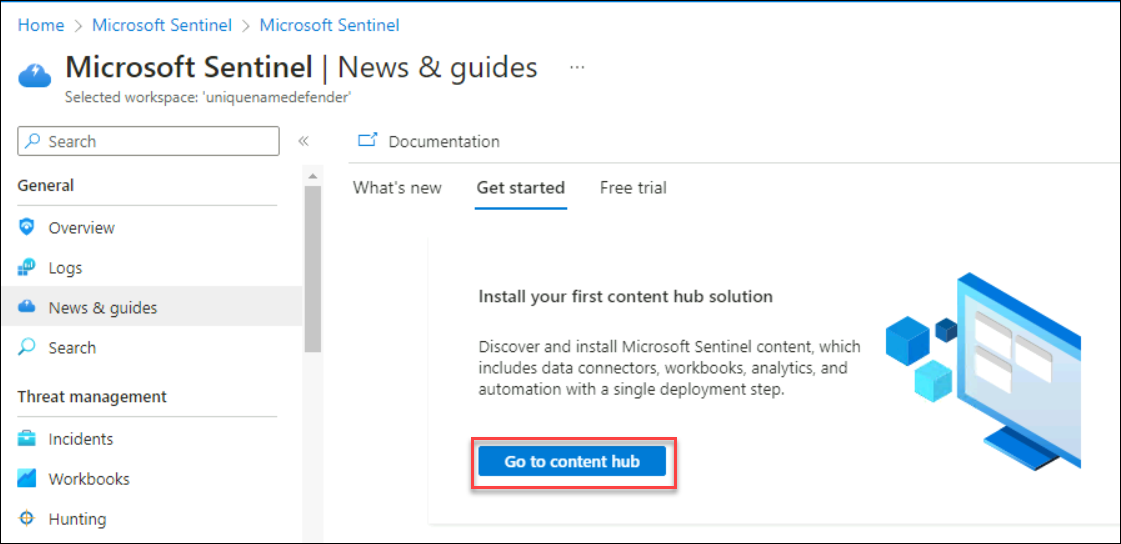 Home > Microsoft Sentinel > Microsoft Sentinel
Microsoft Sentinel | News & guides ...
Selected workspace: 'uniquenamedefender'
Search «
Documentation
General
Overview
Logs
News & guides
Search
Threat management
Incidents
Workbooks
Hunting
What's new Get started Free trial
Install your first content hub solution
Discover and install Microsoft Sentinel content, which
includes data connectors, workbooks, analytics, and
automation with a single deployment step.
Go to content hub